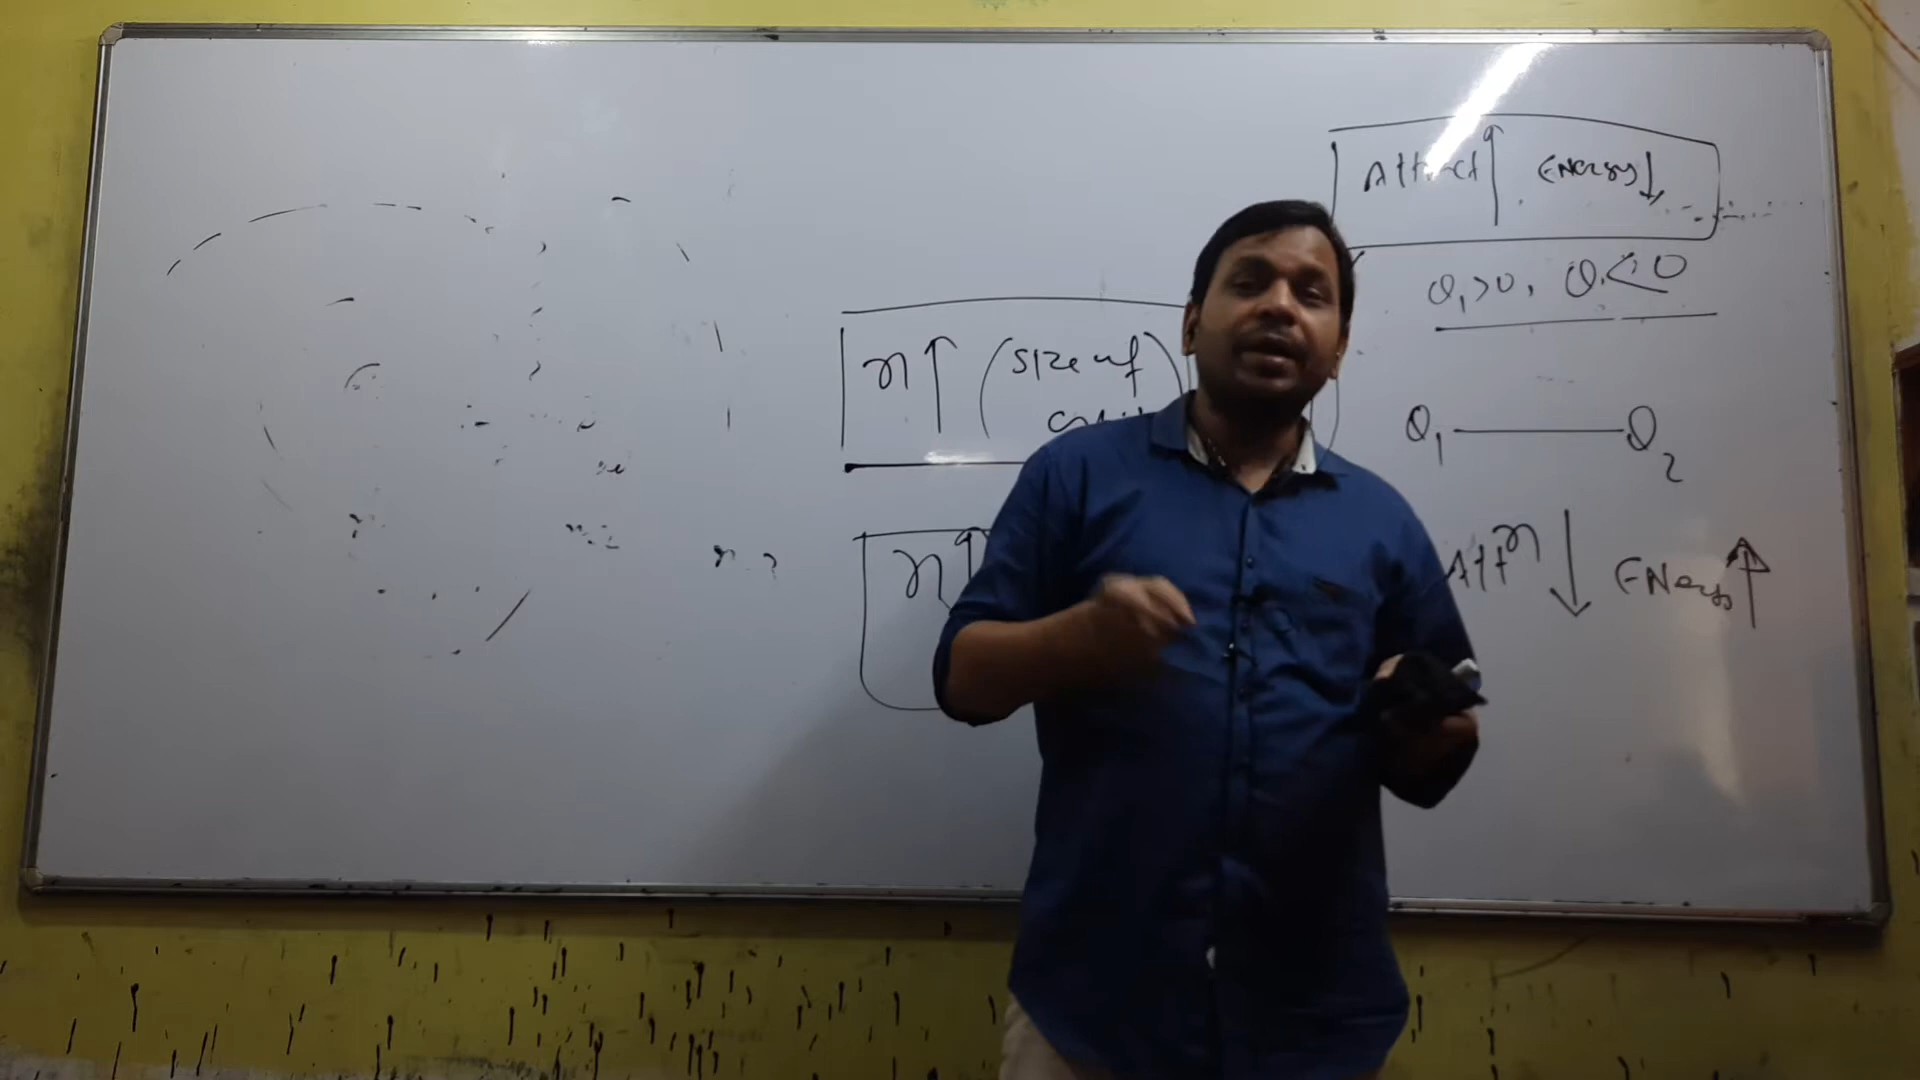 Attract↑ Energy↓
Q₁>0, Q₂<0
n↑ (size of
Q₁ — Q₂
n↑
Attⁿ↓ Energy↑